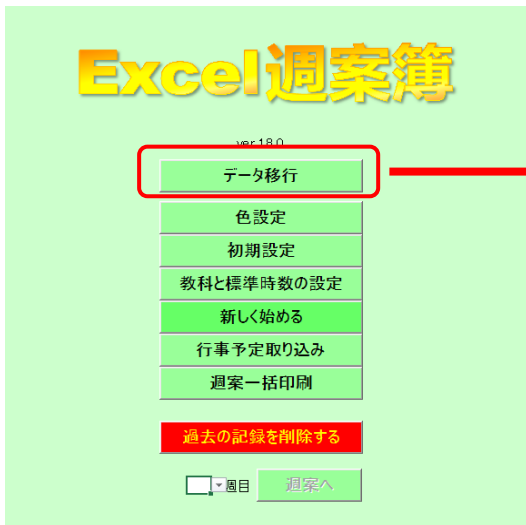 Excel週案簿
ver.18.0
データ移行
色設定
初期設定
教科と標準時数の設定
新しく始める
行事予定取り込み
週案一括印刷
過去の記録を削除する
週目 週案へ